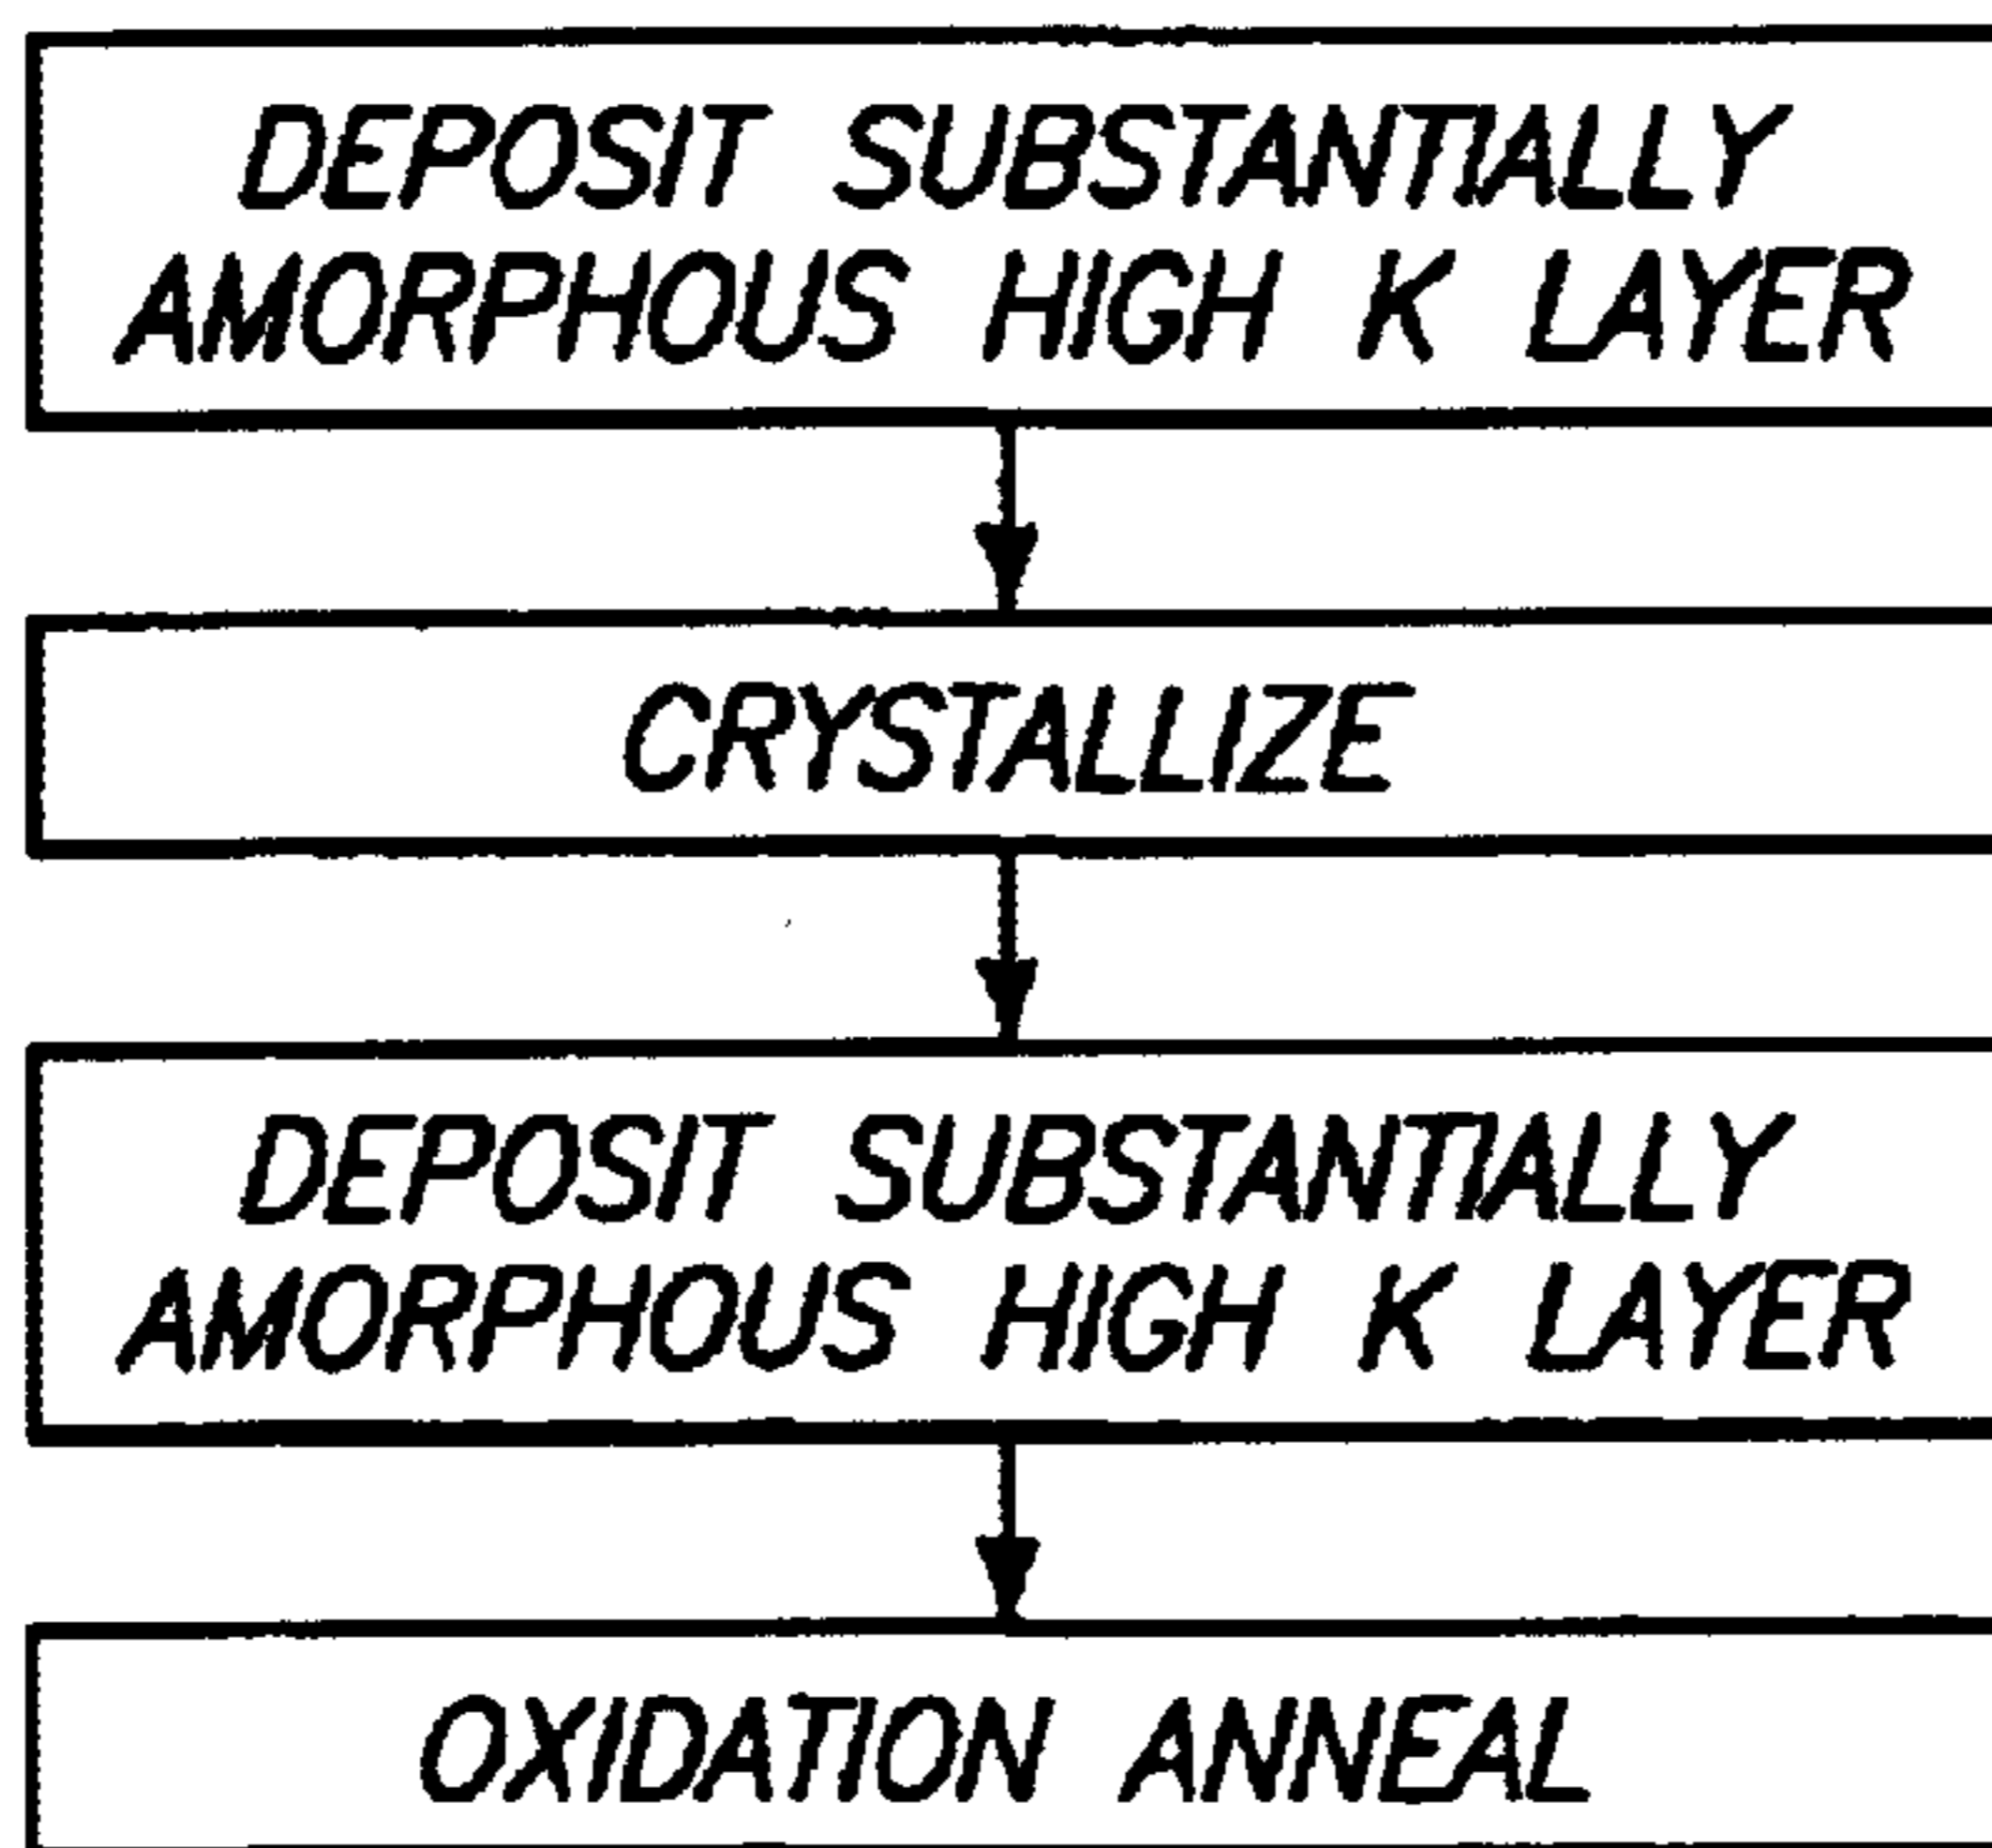 DEPOSIT SUBSTANTIALLY
AMORPHOUS HIGH K LAYER
CRYSTALLIZE
DEPOSIT SUBSTANTIALLY
AMORPHOUS HIGH K LAYER
OXIDATION ANNEAL